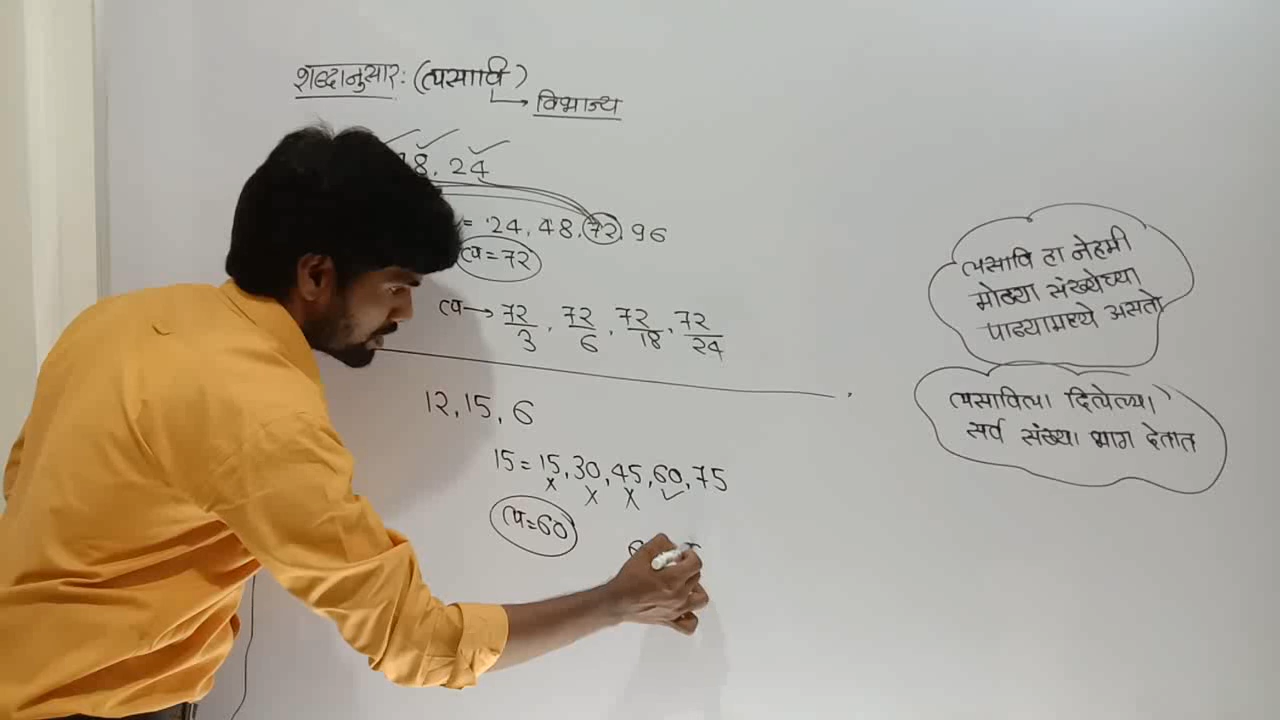 शब्दानुसार: (लसावि)
विभाज्य
18, 24
= 24, 48, 72, 96
ल = 72
ल → 72/3, 72/6, 72/18, 72/24
12, 15, 6
15 = 15, 30, 45, 60, 75
x x x
ल = 60
लसावि हा नेहमी
मोठ्या संख्येच्या
पाढ्यामध्ये असतो
लसाविला दिलेल्या
सर्व संख्या भाग देतात